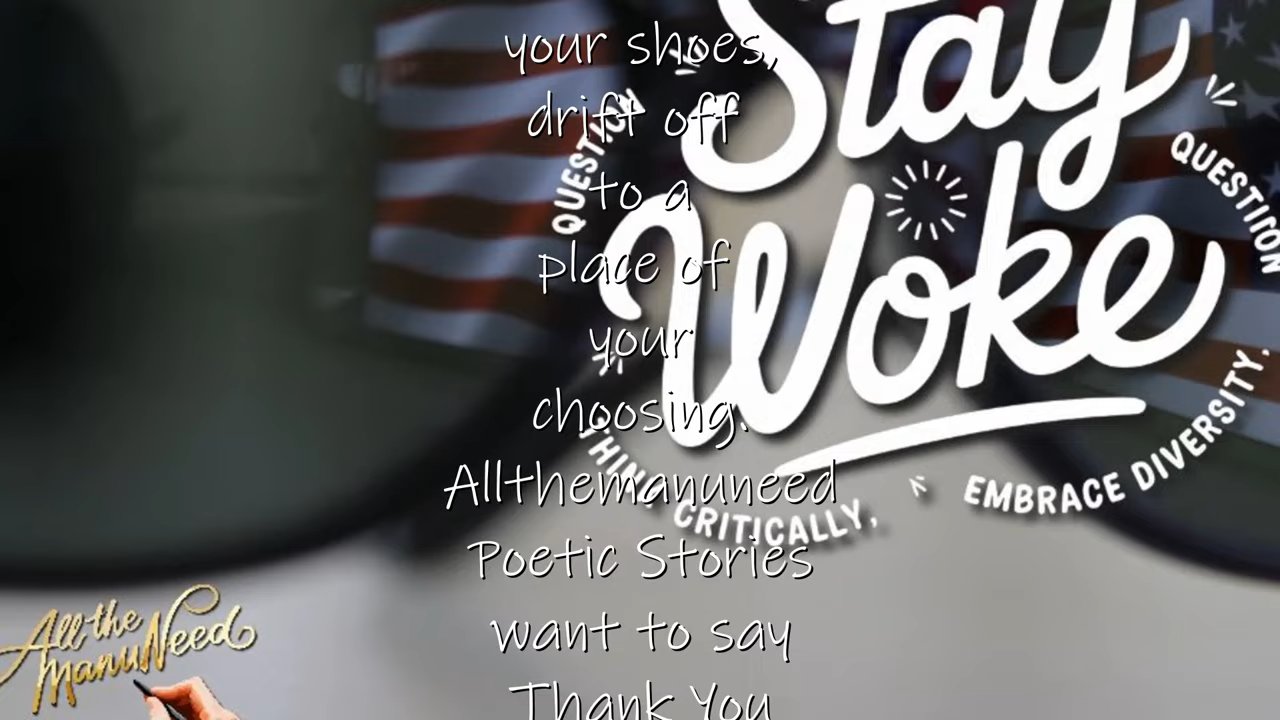 your shoes,
drift off
to a
place of
your
choosing.
Allthemanuneed
Poetic Stories
want to say
Thank You
Stay
Woke
QUESTION
QUESTION
THINK CRITICALLY,
EMBRACE DIVERSITY.
All the
ManuNeed